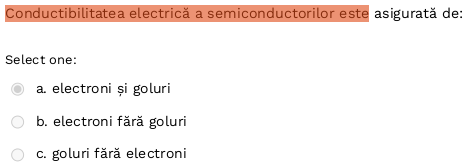 Conductibilitatea electrică a semiconductorilor este asigurată de:
Select one:
a. electroni și goluri
b. electroni fără goluri
c. goluri fără electroni